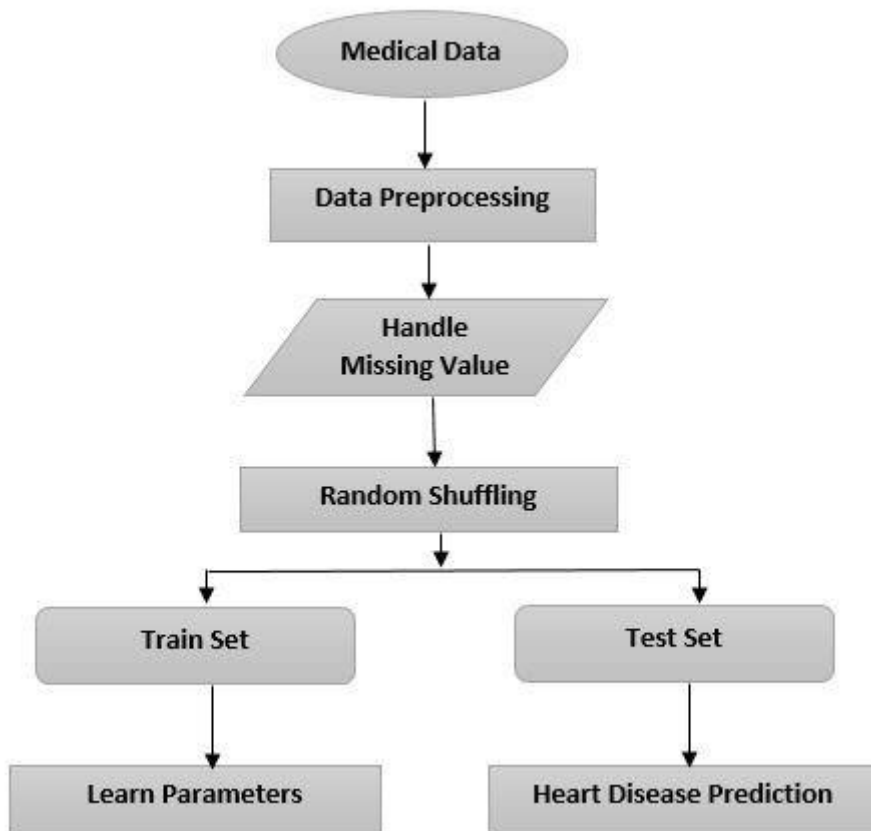 Medical Data
Data Preprocessing
Handle
Missing Value
Random Shuffling
Train Set
Test Set
Learn Parameters
Heart Disease Prediction